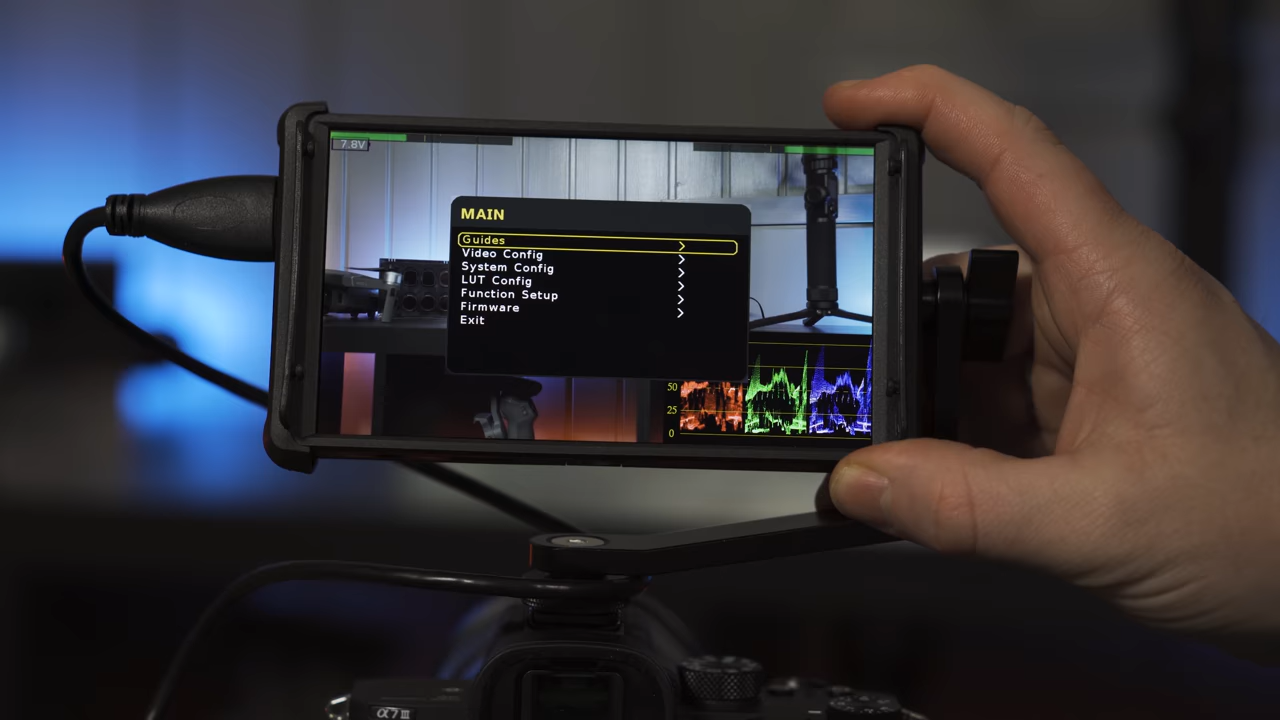 7.8V
MAIN
Guides >
Video Config >
System Config >
LUT Config >
Function Setup >
Firmware >
Exit
50
25
0
α7III